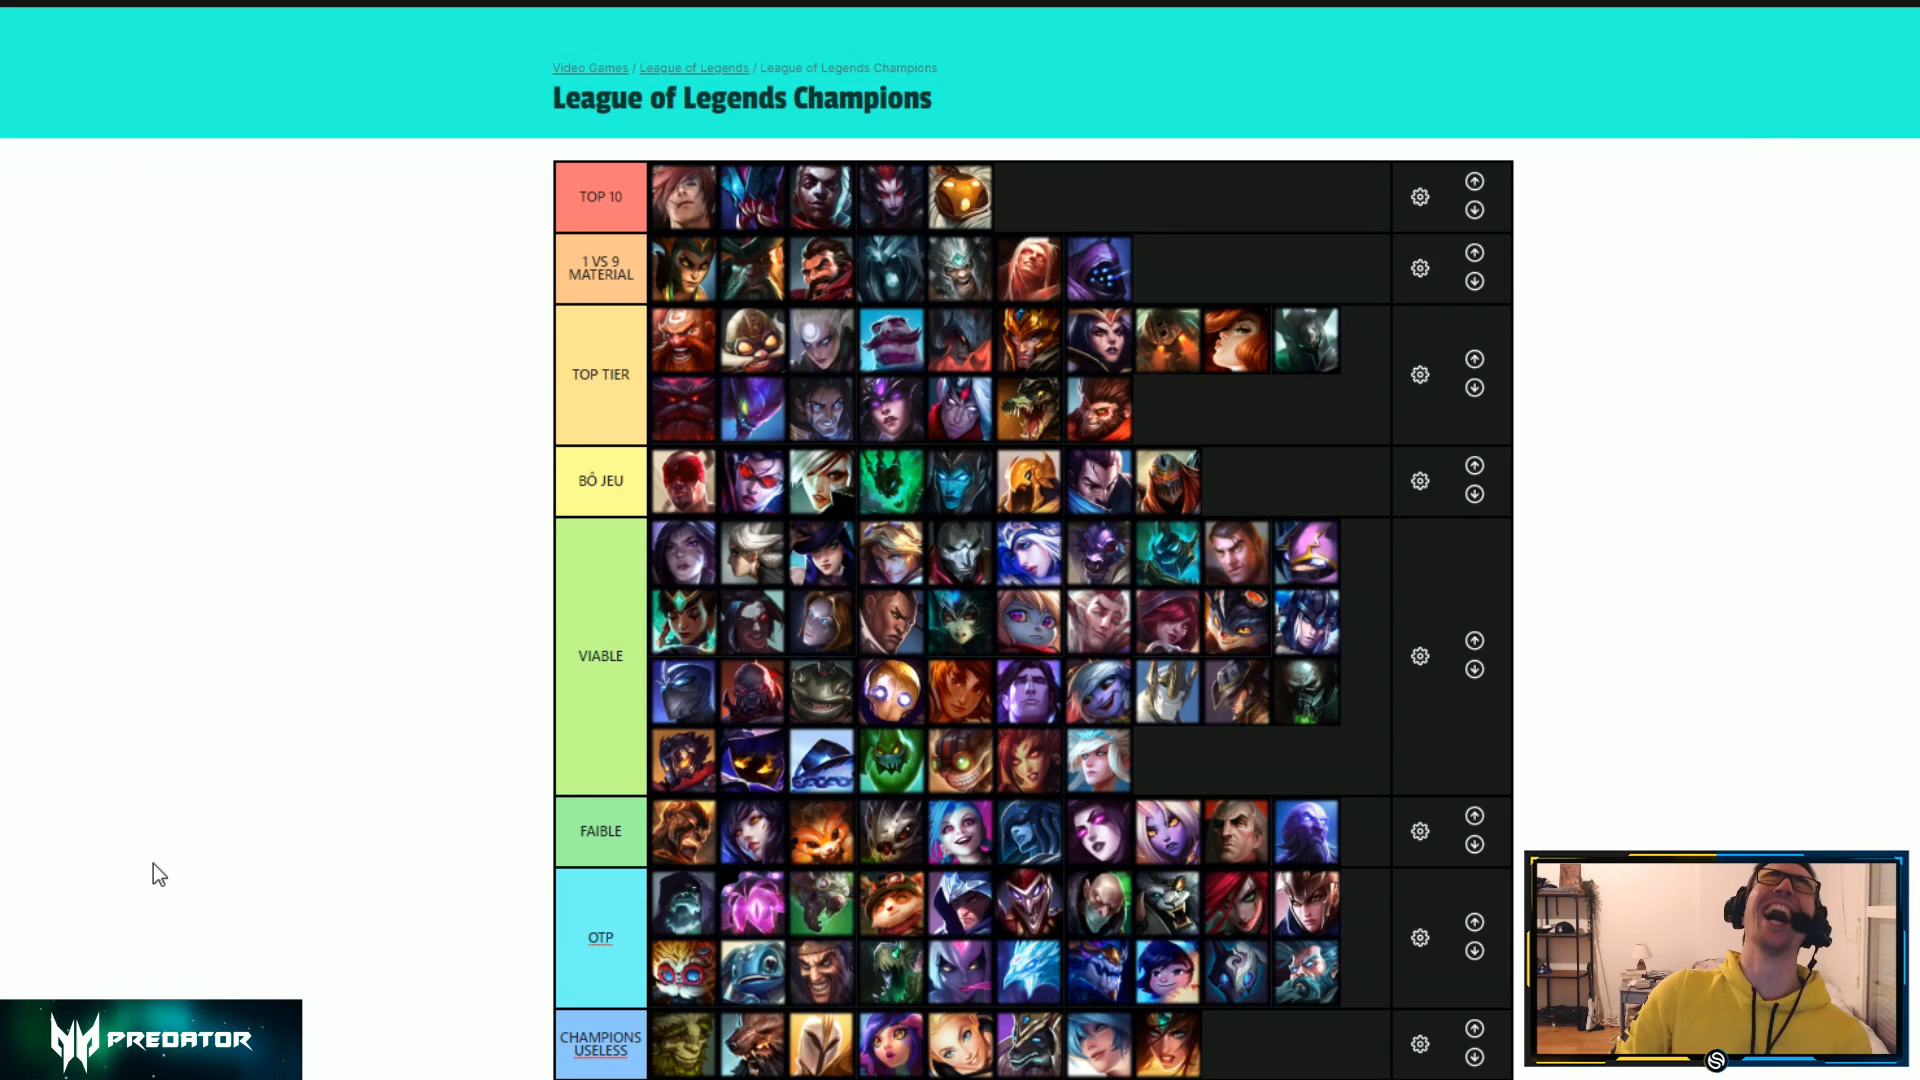 Video Games / League of Legends / League of Legends Champions
League of Legends Champions
TOP 10
1 VS 9
MATERIAL
TOP TIER
BÔ JEU
VIABLE
FAIBLE
OTP
CHAMPIONS
USELESS
PREDATOR